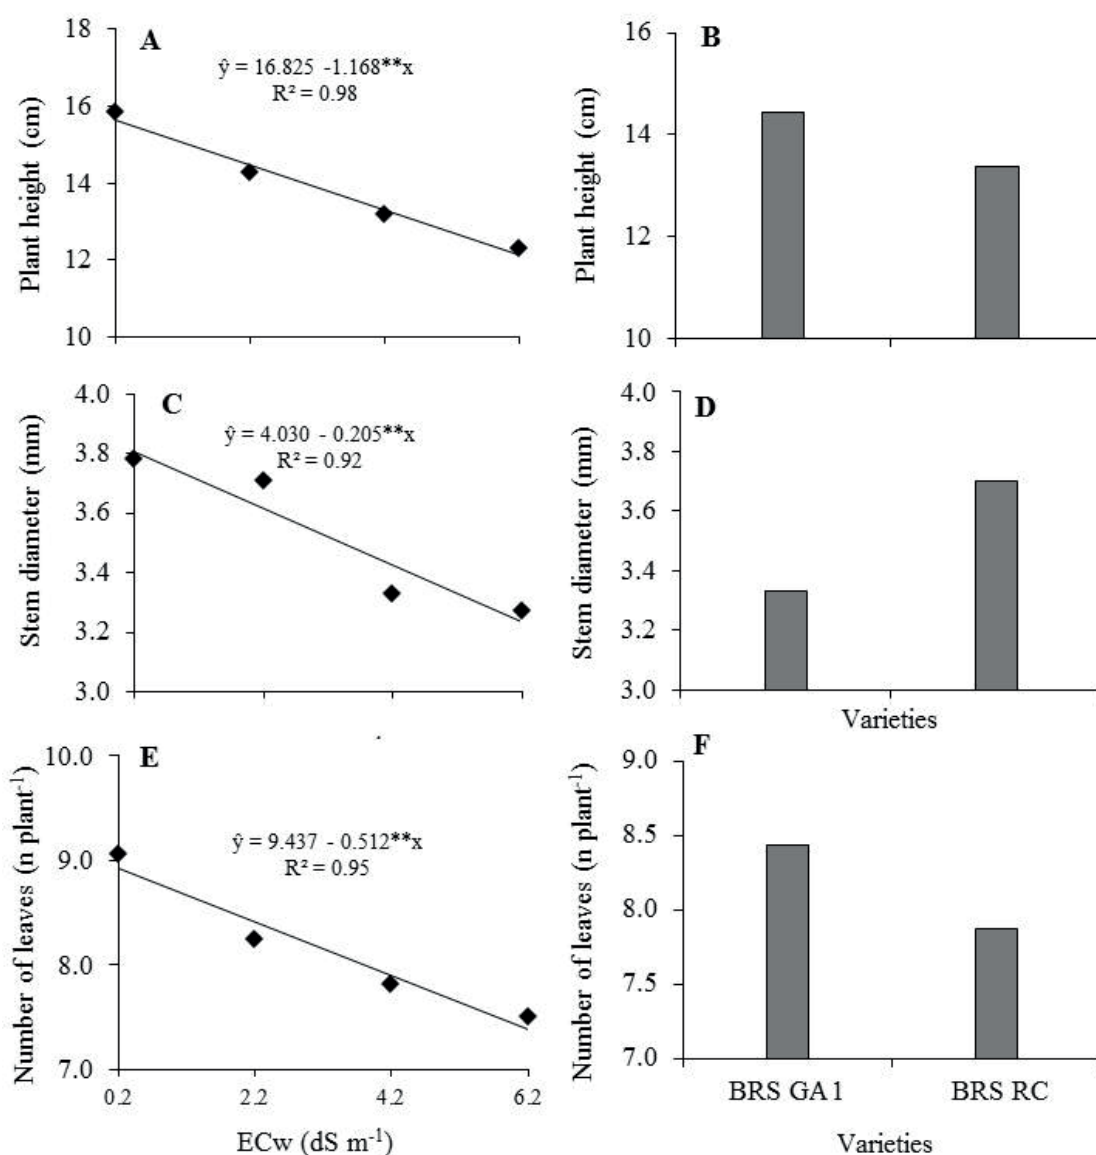 A
ŷ = 16.825 -1.168**x
R² = 0.98
Plant height (cm)
18
16
14
12
10
B
Plant height (cm)
16
14
12
10
C
ŷ = 4.030 - 0.205**x
R² = 0.92
Stem diameter (mm)
4.0
3.8
3.6
3.4
3.2
3.0
D
Stem diameter (mm)
4.0
3.8
3.6
3.4
3.2
3.0
Varieties
E
ŷ = 9.437 - 0.512**x
R² = 0.95
Number of leaves (n plant⁻¹)
10.0
9.0
8.0
7.0
0.2 2.2 4.2 6.2
ECw (dS m⁻¹)
F
Number of leaves (n plant⁻¹)
9.0
8.5
8.0
7.5
7.0
BRS GA1 BRS RC
Varieties